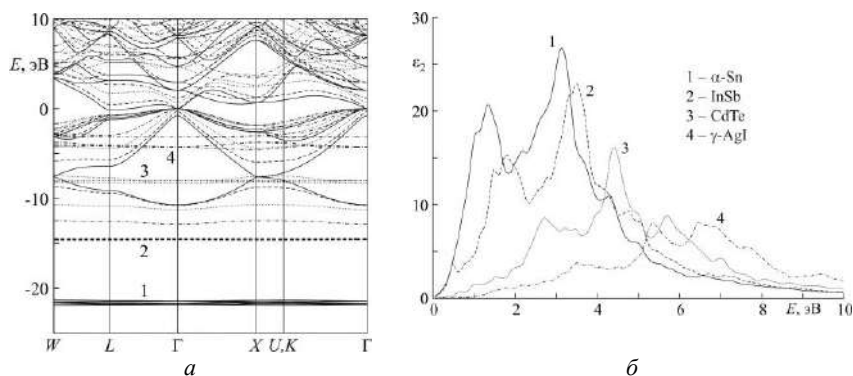 10
E, эВ
0
4
3
-10
2
1
-20
W L Γ X U,K Γ
а
30
ε₂
1
1 – α-Sn
2 – InSb
3 – CdTe
4 – γ-AgI
2
20
3
4
10
0
2 4 6 8 E, эВ 10
б